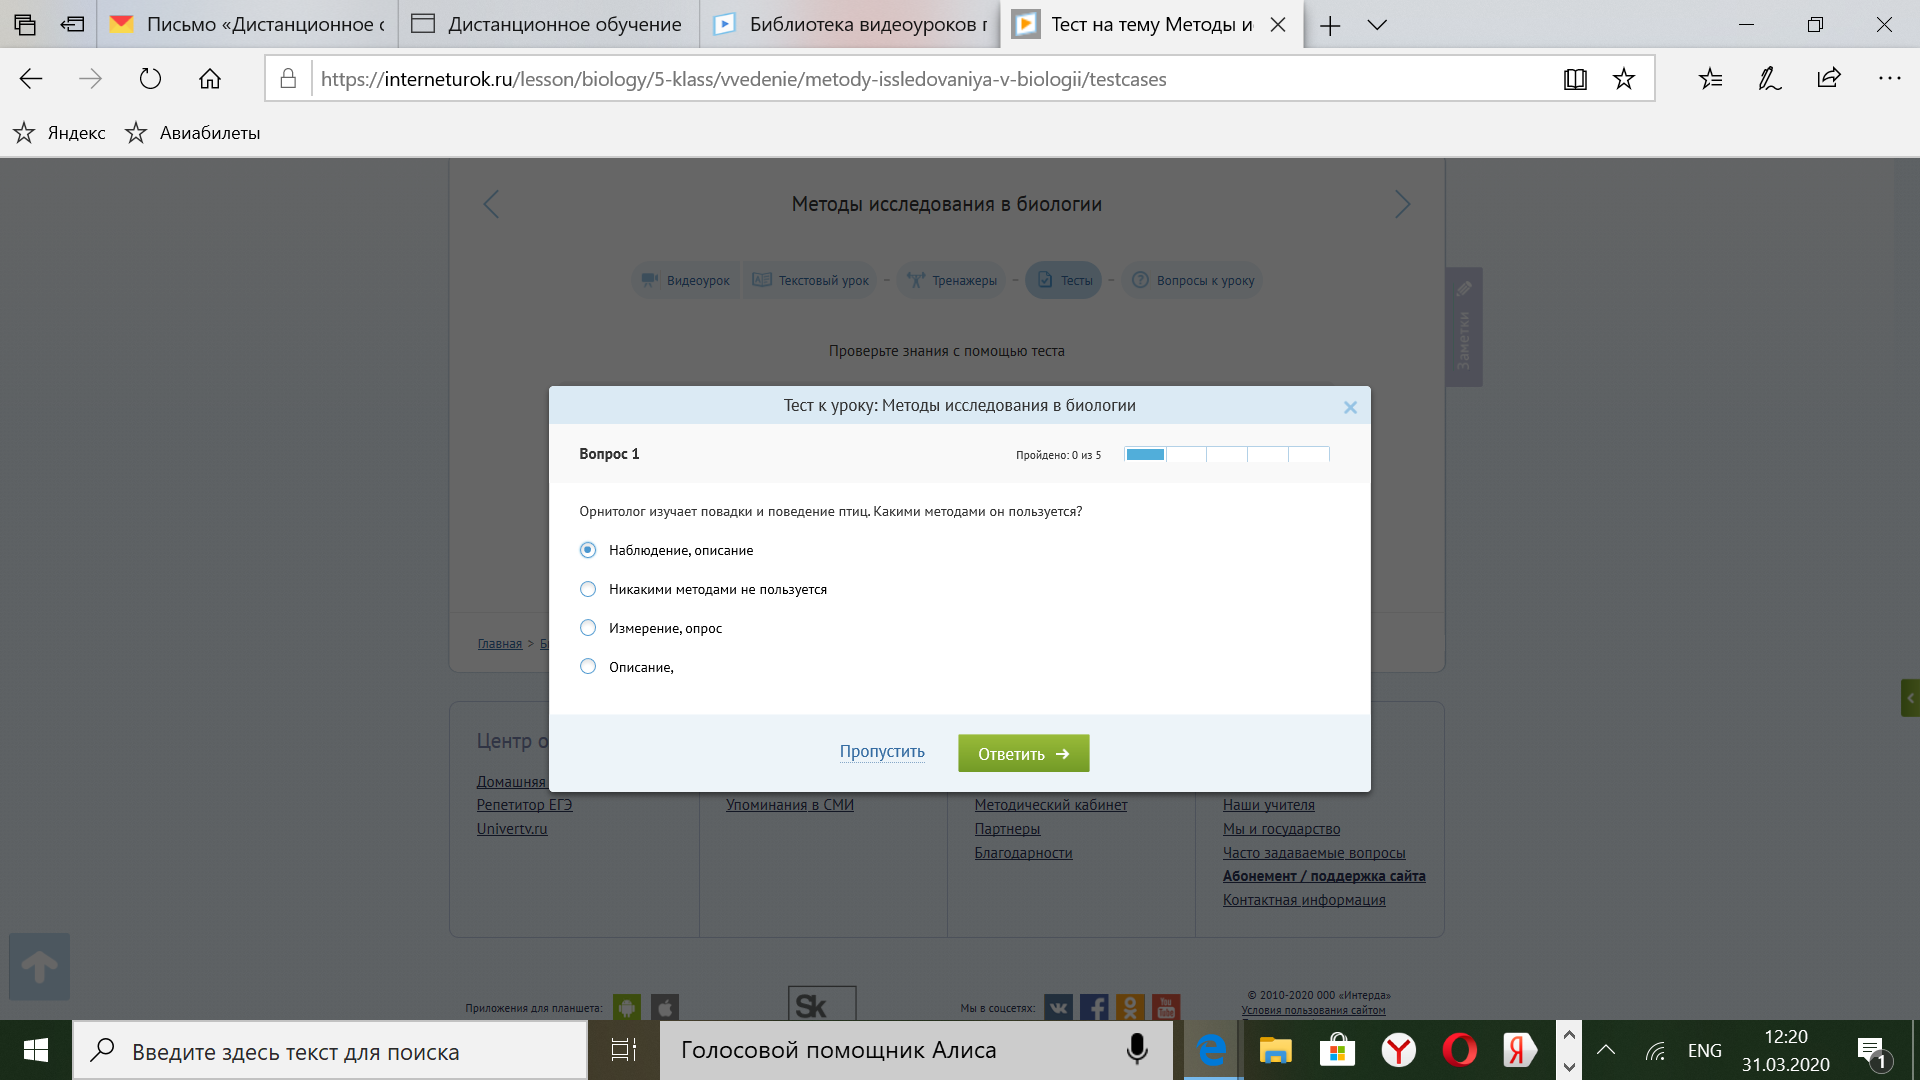 Письмо «Дистанционное с
Дистанционное обучение
Библиотека видеоуроков п
Тест на тему Методы и
https://interneturok.ru/lesson/biology/5-klass/vvedenie/metody-issledovaniya-v-biologii/testcases
Яндекс
Авиабилеты
Методы исследования в биологии
Видеоурок
Текстовый урок
Тренажеры
Тесты
Вопросы к уроку
Заметки
Проверьте знания с помощью теста
Тест к уроку: Методы исследования в биологии
Вопрос 1
Пройдено: 0 из 5
Орнитолог изучает повадки и поведение птиц. Какими методами он пользуется?
Наблюдение, описание
Никакими методами не пользуется
Измерение, опрос
Описание,
Пропустить
Ответить
Главная > Б
Центр о
Домашняя
Репетитор ЕГЭ
Univertv.ru
Упоминания в СМИ
Методический кабинет
Партнеры
Благодарности
Наши учителя
Мы и государство
Часто задаваемые вопросы
Абонемент / поддержка сайта
Контактная информация
Приложения для планшета:
Sk
Мы в соцсетях:
You
Tube
© 2010-2020 ООО «Интерда»
Условия пользования сайтом
Введите здесь текст для поиска
Голосовой помощник Алиса
ENG
12:20
31.03.2020
1